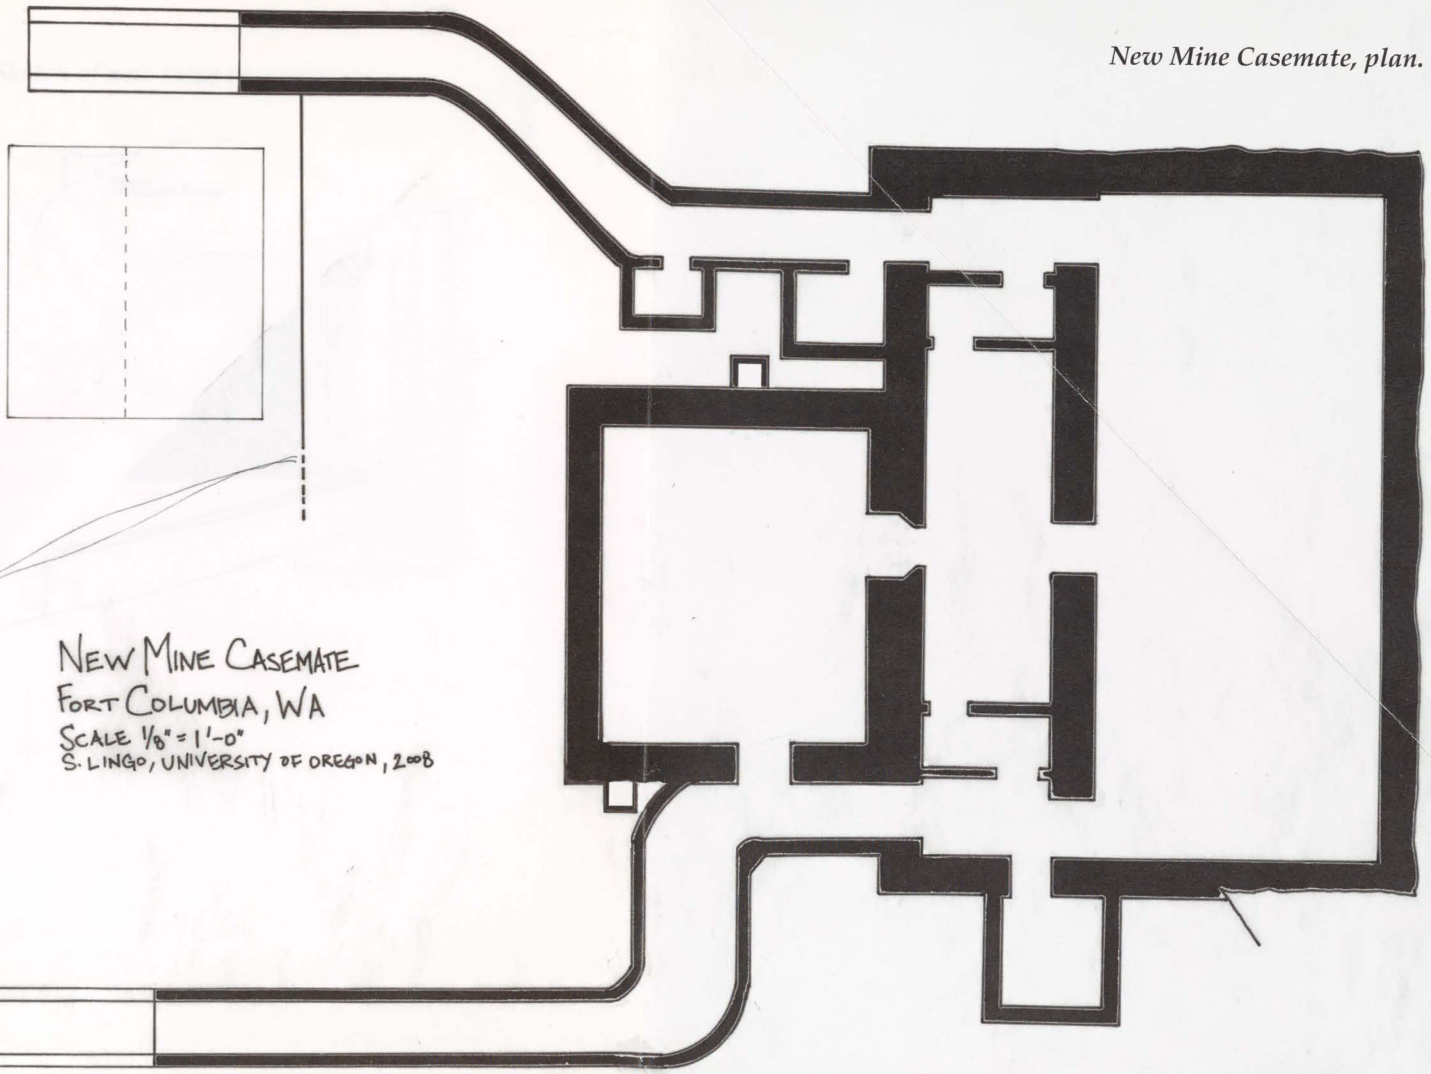 New Mine Casemate, plan.
NEW MINE CASEMATE
FORT COLUMBIA, WA
SCALE 1/8" = 1'-0"
S. LINGO, UNIVERSITY OF OREGON, 2008